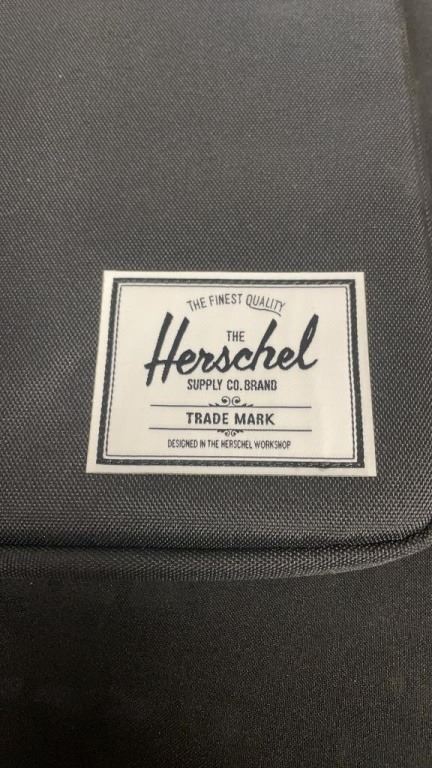 THE FINEST QUALITY
THE
Herschel
SUPPLY CO. BRAND
TRADE MARK
DESIGNED IN THE HERSCHEL WORKSHOP